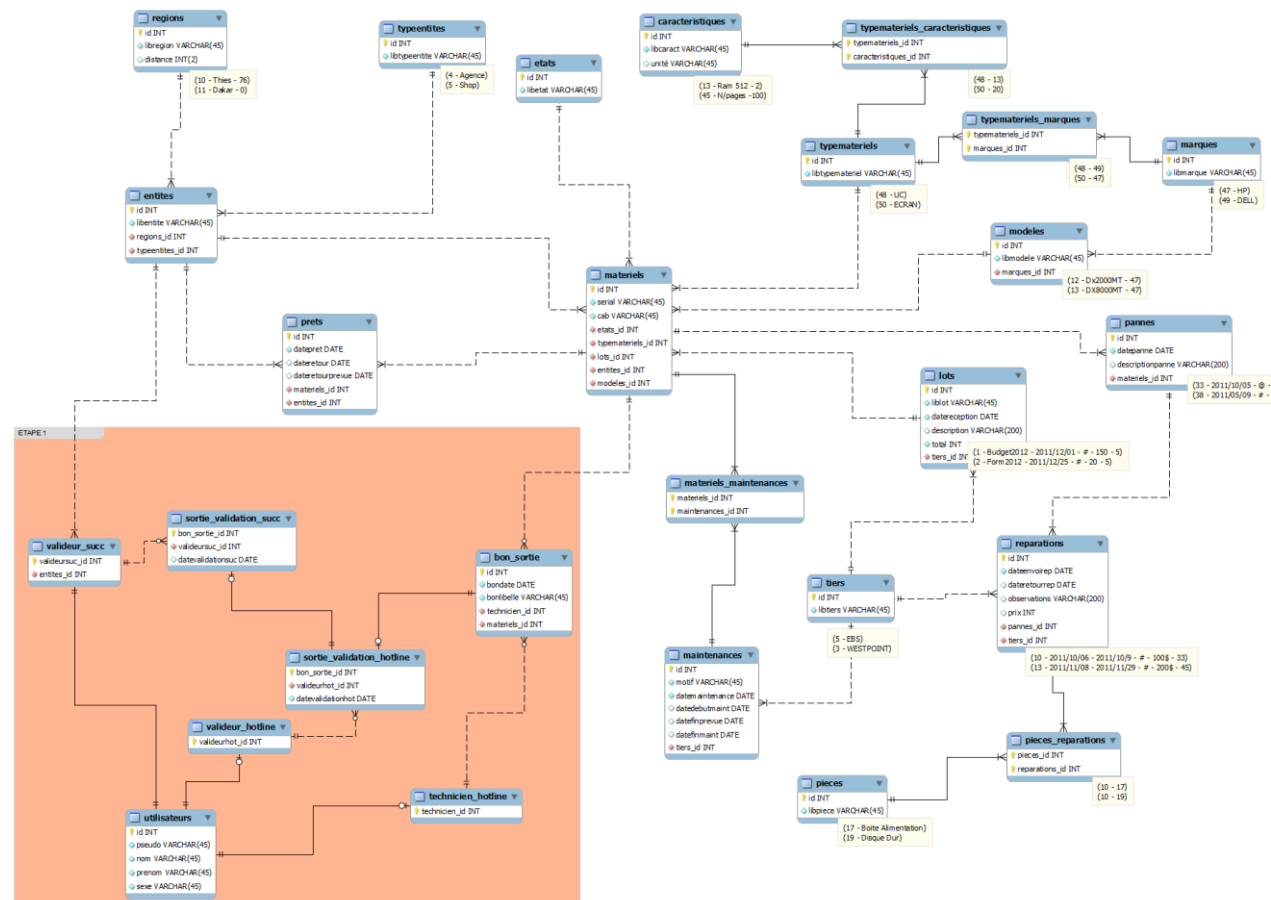 regions
id INT
libregion VARCHAR(45)
distance INT(2)
(10 - Thies - 76)
(11 - Dakar - 0)
typeentites
id INT
libtypeentite VARCHAR(45)
(4 - Agence)
(5 - Shop)
etats
id INT
libetat VARCHAR(45)
caracteristiques
id INT
libcaract VARCHAR(45)
unité VARCHAR(45)
(13 - Ram 512 - 2)
(45 - N/pages -100)
typemateriels_caracteristiques
typemateriels_id INT
caracteristiques_id INT
(48 - 13)
(50 - 20)
typemateriels_marques
typemateriels_id INT
marques_id INT
(48 - 49)
(50 - 47)
typemateriels
id INT
libtypemateriel VARCHAR(45)
(48 - UC)
(50 - ECRAN)
marques
id INT
libmarque VARCHAR(45)
(47 - HP)
(49 - DELL)
entites
id INT
libentite VARCHAR(45)
regions_id INT
typeentites_id INT
modeles
id INT
libmodele VARCHAR(45)
marques_id INT
(12 - Dx2000MT - 47)
(13 - DX8000MT - 47)
materiels
id INT
serial VARCHAR(45)
cab VARCHAR(45)
etats_id INT
typemateriels_id INT
lots_id INT
entites_id INT
modeles_id INT
prets
id INT
datepret DATE
dateretour DATE
dateretourprevue DATE
materiels_id INT
entites_id INT
pannes
id INT
datepanne DATE
descriptionpanne VARCHAR(200)
materiels_id INT
(33 - 2011/10/05 - @ -
(38 - 2011/05/09 - # -
lots
id INT
liblot VARCHAR(45)
datereception DATE
description VARCHAR(200)
total INT
tiers_id INT
(1 - Budget2012 - 2011/12/01 - # - 150 - 5)
(2 - Form2012 - 2011/12/25 - # - 20 - 5)
ETAPE 1
materiels_maintenances
materiels_id INT
maintenances_id INT
sortie_validation_succ
bon_sortie_id INT
valideursuc_id INT
datevalidationsuc DATE
valideur_succ
valideursuc_id INT
entites_id INT
bon_sortie
id INT
bondate DATE
bonlibelle VARCHAR(45)
technicien_id INT
materiels_id INT
reparations
id INT
dateenvoirep DATE
dateretourrep DATE
observations VARCHAR(200)
prix INT
pannes_id INT
tiers_id INT
(10 - 2011/10/06 - 2011/10/9 - # - 100$ - 33)
(13 - 2011/11/08 - 2011/11/29 - # - 200$ - 45)
tiers
id INT
libtiers VARCHAR(45)
(5 - EBS)
(3 - WESTPOINT)
sortie_validation_hotline
bon_sortie_id INT
valideurhot_id INT
datevalidationhot DATE
maintenances
id INT
motif VARCHAR(45)
datemaintenance DATE
datedebutmaint DATE
datefinprevue DATE
datefinmaint DATE
tiers_id INT
valideur_hotline
valideurhot_id INT
pieces_reparations
pieces_id INT
reparations_id INT
(10 - 17)
(10 - 19)
pieces
id INT
libpiece VARCHAR(45)
(17 - Boite Alimentation)
(19 - Disque Dur)
technicien_hotline
technicien_id INT
utilisateurs
id INT
pseudo VARCHAR(45)
nom VARCHAR(45)
prenom VARCHAR(45)
sexe VARCHAR(45)